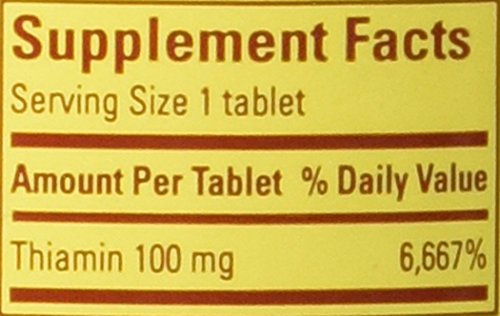 Supplement Facts
Serving Size 1 tablet
Amount Per Tablet % Daily Value
Thiamin 100 mg 6,667%